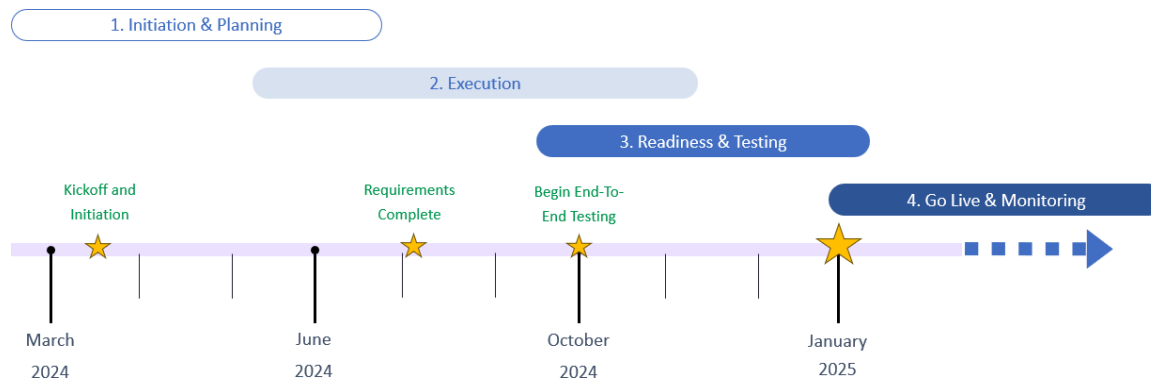 1. Initiation & Planning
2. Execution
3. Readiness & Testing
4. Go Live & Monitoring
Kickoff and
Initiation
Requirements
Complete
Begin End-To-
End Testing
March
2024
June
2024
October
2024
January
2025